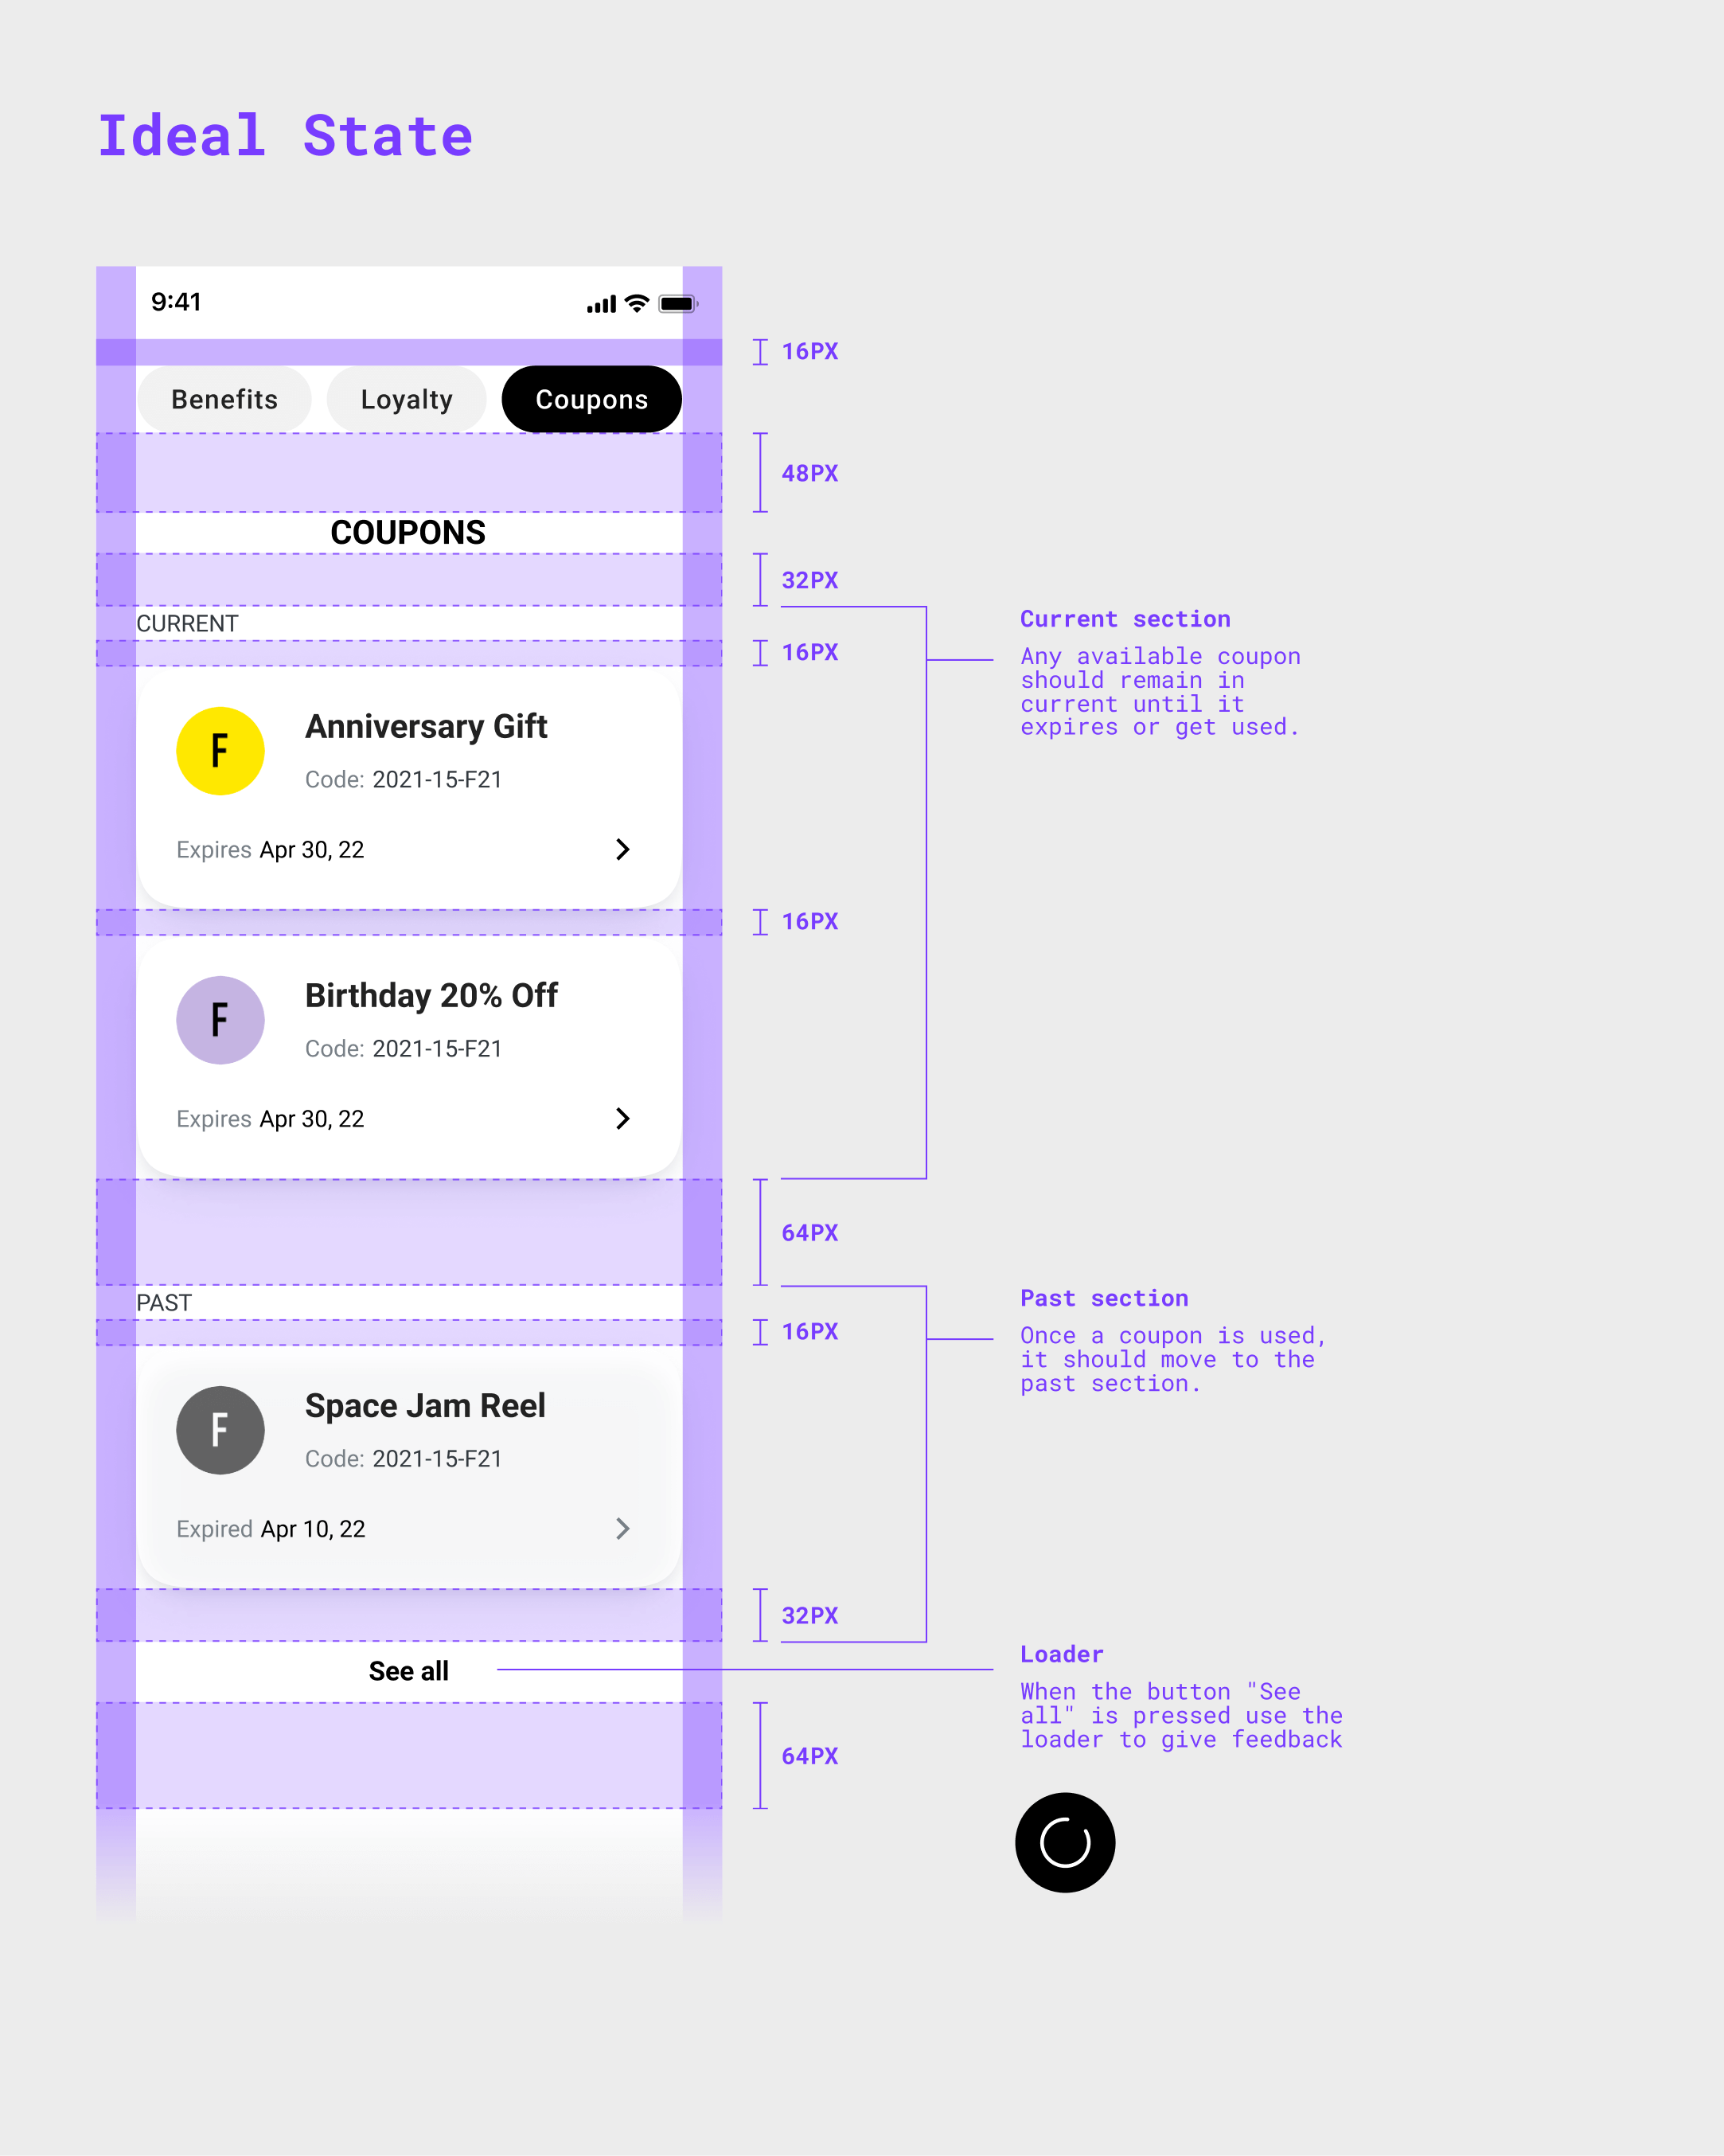 Ideal State
9:41
16PX
Benefits Loyalty Coupons
48PX
COUPONS
32PX
CURRENT
16PX
Current section
Any available coupon
should remain in
current until it
expires or get used.
F
Anniversary Gift
Code: 2021-15-F21
Expires Apr 30, 22
16PX
F
Birthday 20% Off
Code: 2021-15-F21
Expires Apr 30, 22
64PX
PAST
16PX
Past section
Once a coupon is used,
it should move to the
past section.
F
Space Jam Reel
Code: 2021-15-F21
Expired Apr 10, 22
32PX
See all
Loader
When the button "See
all" is pressed use the
loader to give feedback
64PX